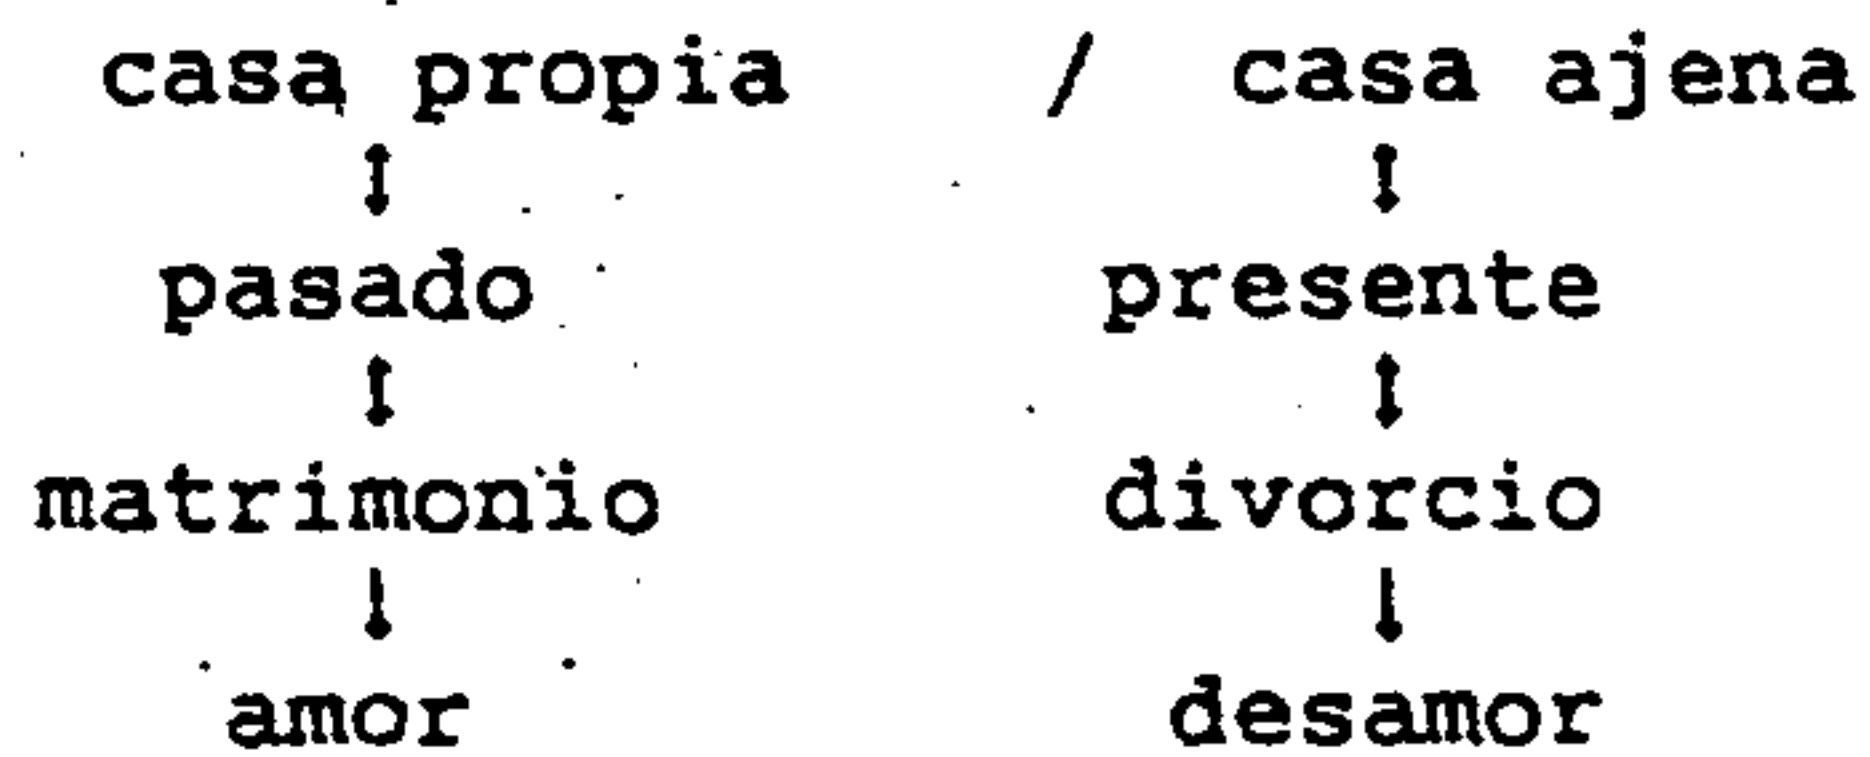 casa propia / casa ajena
pasado presente
matrimonio divorcio
amor desamor